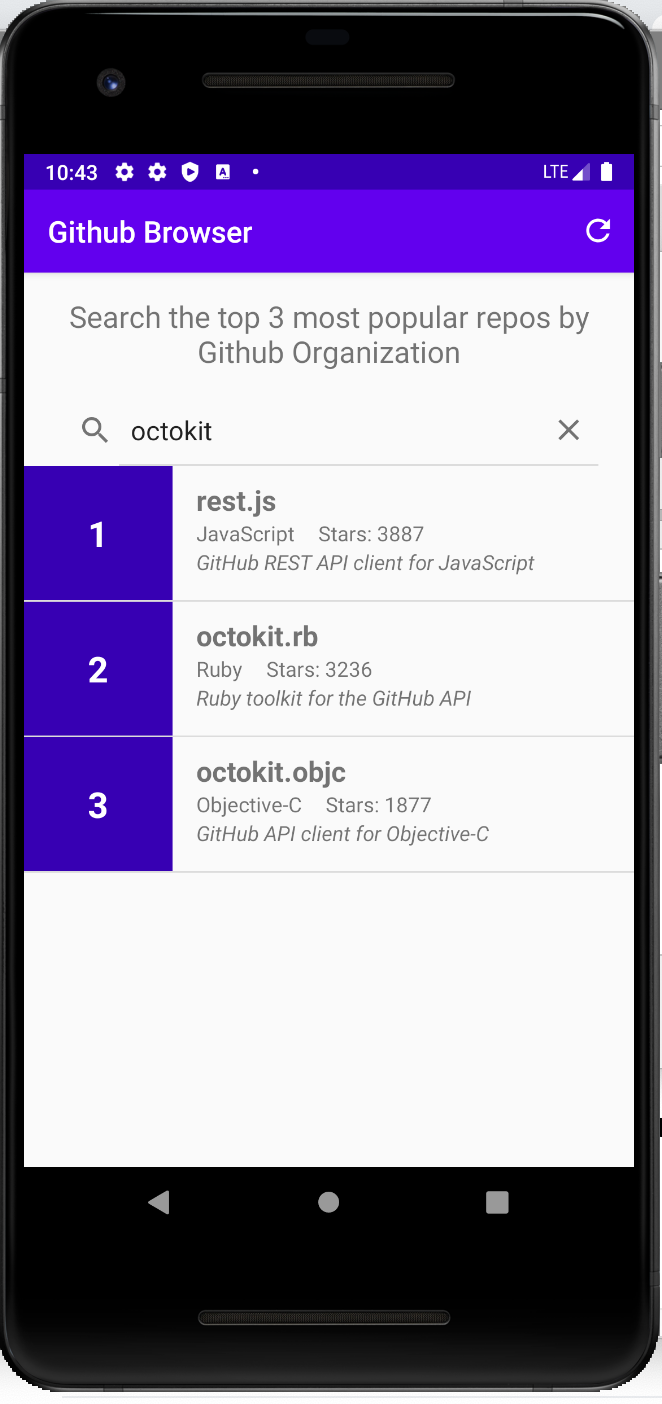 10:43 A LTE
Github Browser
Search the top 3 most popular repos by
Github Organization
octokit
1
rest.js
JavaScript Stars: 3887
GitHub REST API client for JavaScript
2
octokit.rb
Ruby Stars: 3236
Ruby toolkit for the GitHub API
3
octokit.objc
Objective-C Stars: 1877
GitHub API client for Objective-C